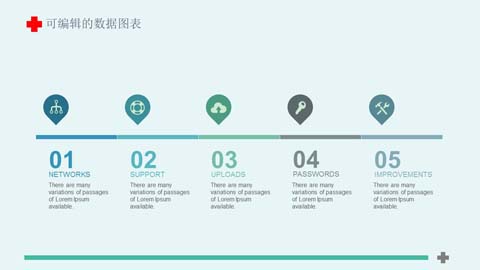 可编辑的数据图表
01
NETWORKS
There are many
variations of passages
of Lorem Ipsum
available.
02
SUPPORT
There are many
variations of passages
of Lorem Ipsum
available.
03
UPLOADS
There are many
variations of passages
of Lorem Ipsum
available.
04
PASSWORDS
There are many
variations of passages
of Lorem Ipsum
available.
05
IMPROVEMENTS
There are many
variations of passages
of Lorem Ipsum
available.